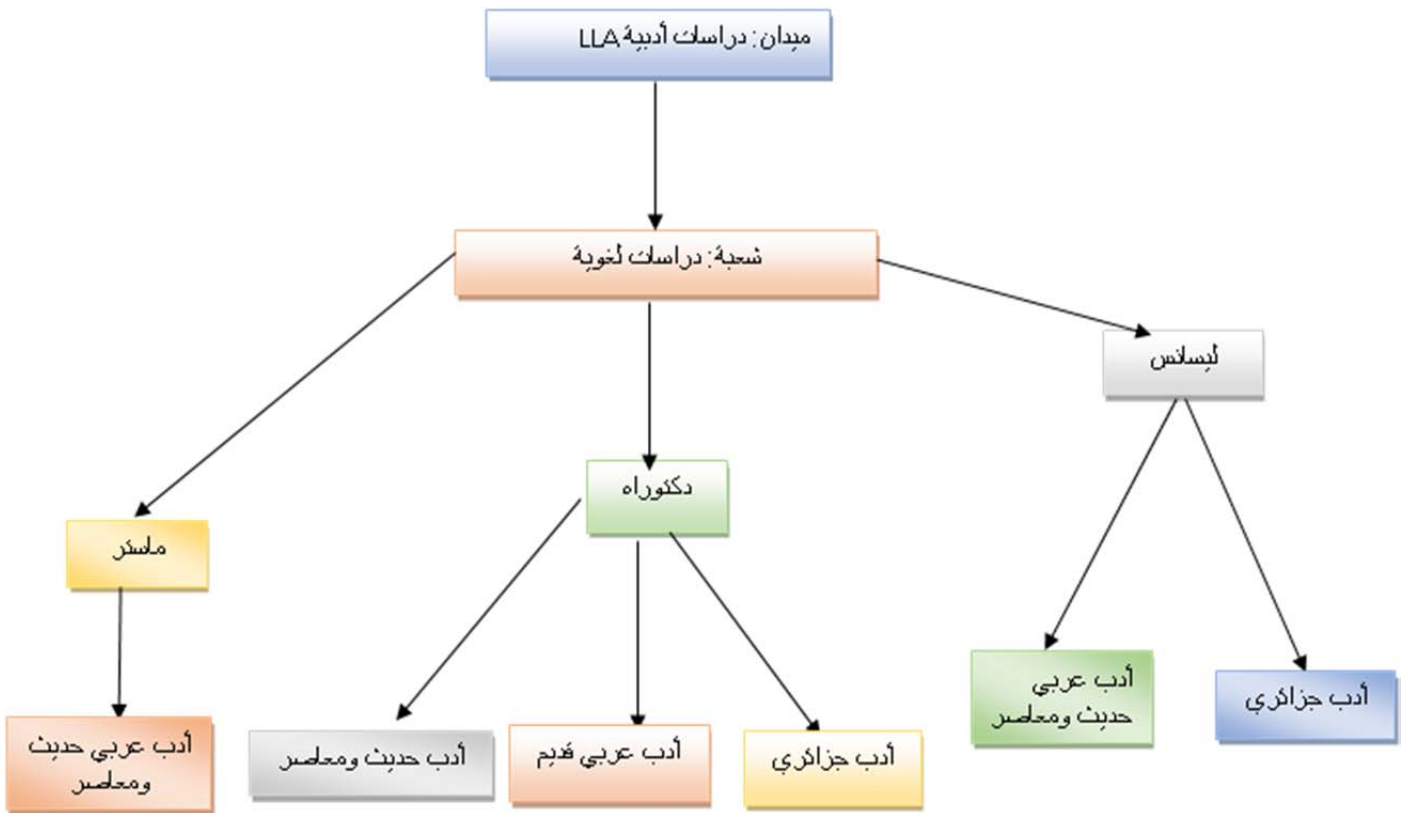 ميدان: دراسات أدبية LLA
شعبة: دراسات لغوية
ليسانس
دكتوراه
ماستر
أدب جزائري
أدب عربي
حديث ومعاصر
أدب جزائري
أدب عربي قديم
أدب حديث ومعاصر
أدب عربي حديث
ومعاصر